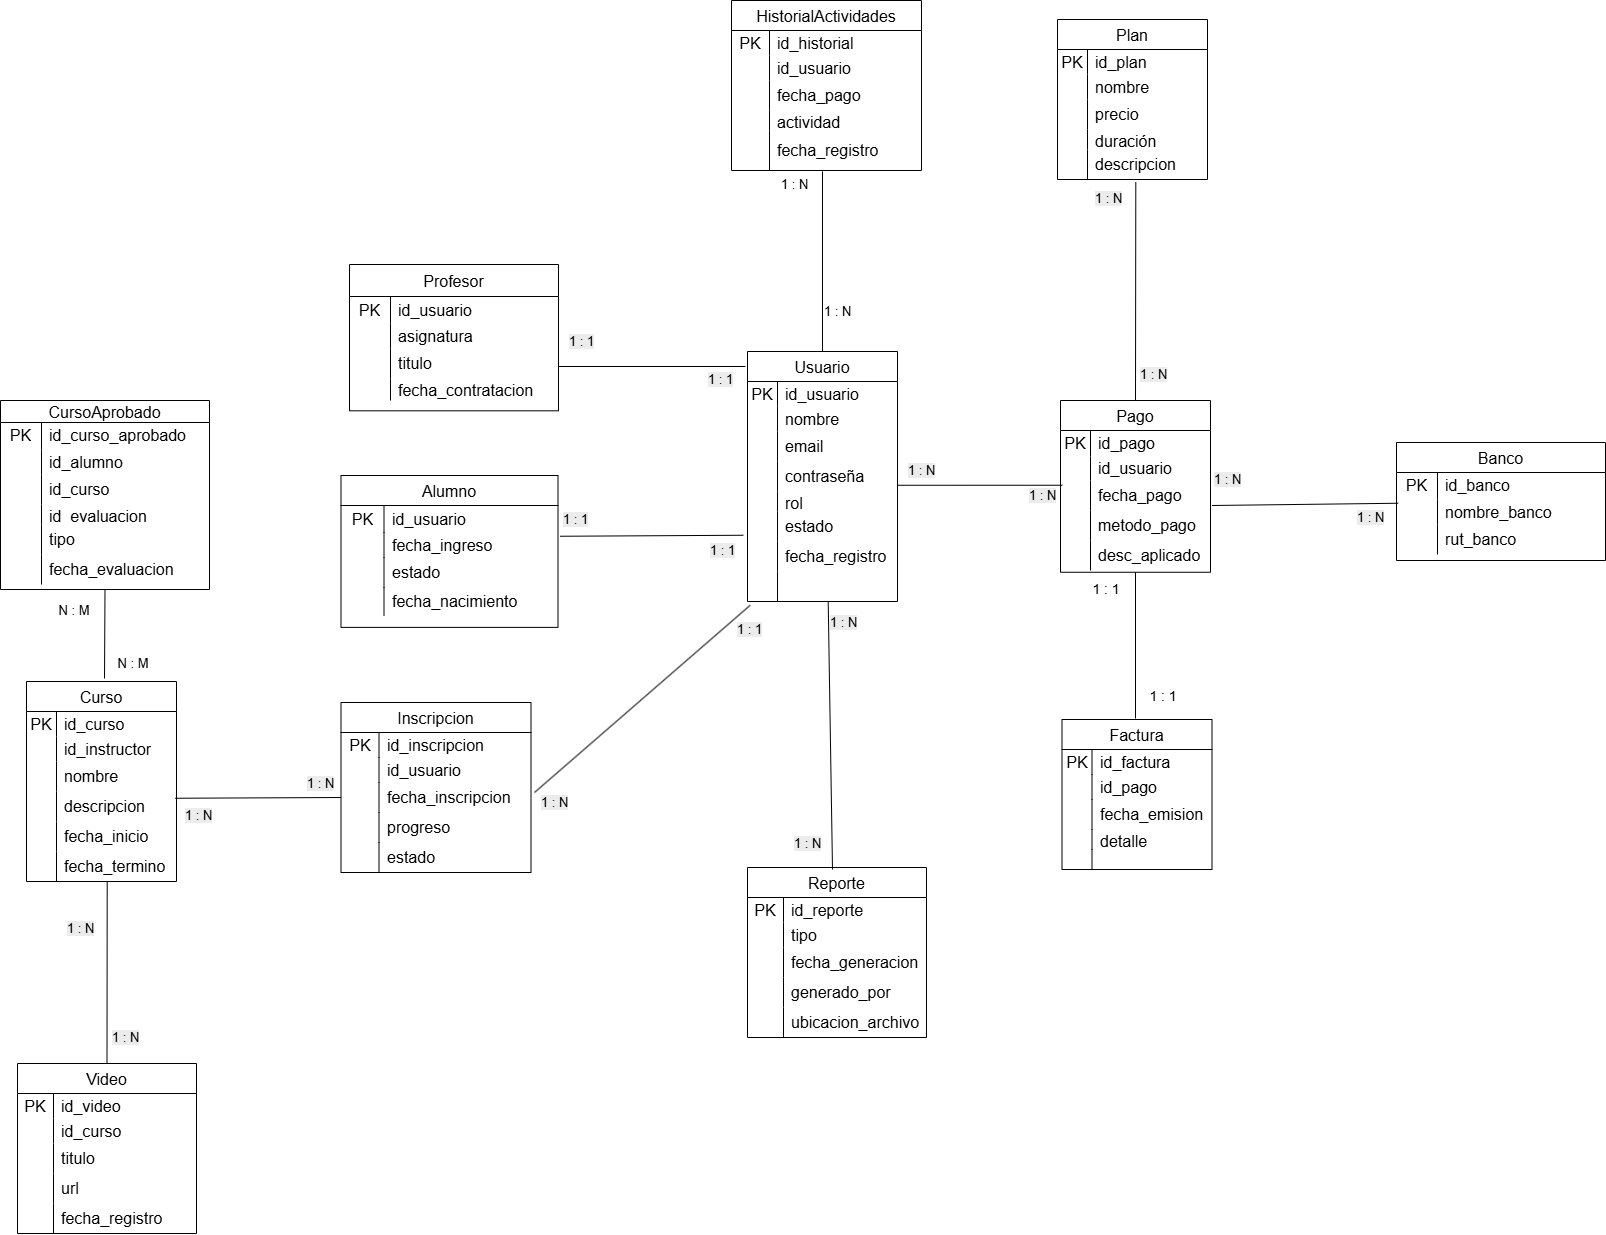 HistorialActividades
PK id_historial
id_usuario
fecha_pago
actividad
fecha_registro
1 : N
1 : N
Plan
PK id_plan
nombre
precio
duración
descripcion
1 : N
1 : N
Profesor
PK id_usuario
asignatura
titulo
fecha_contratacion
1 : 1
1 : 1
Usuario
PK id_usuario
nombre
email
contraseña
rol
estado
fecha_registro
CursoAprobado
PK id_curso_aprobado
id_alumno
id_curso
id_evaluacion
tipo
fecha_evaluacion
N : M
N : M
Alumno
PK id_usuario
fecha_ingreso
estado
fecha_nacimiento
1 : 1
1 : 1
1 : N
1 : N
Pago
PK id_pago
id_usuario
fecha_pago
metodo_pago
desc_aplicado
1 : N
1 : N
Banco
PK id_banco
nombre_banco
rut_banco
1 : 1
1 : 1
Factura
PK id_factura
id_pago
fecha_emision
detalle
Curso
PK id_curso
id_instructor
nombre
descripcion
fecha_inicio
fecha_termino
1 : N
1 : N
Inscripcion
PK id_inscripcion
id_usuario
fecha_inscripcion
progreso
estado
1 : 1
1 : N
1 : N
1 : N
Reporte
PK id_reporte
tipo
fecha_generacion
generado_por
ubicacion_archivo
1 : N
1 : N
Video
PK id_video
id_curso
titulo
url
fecha_registro